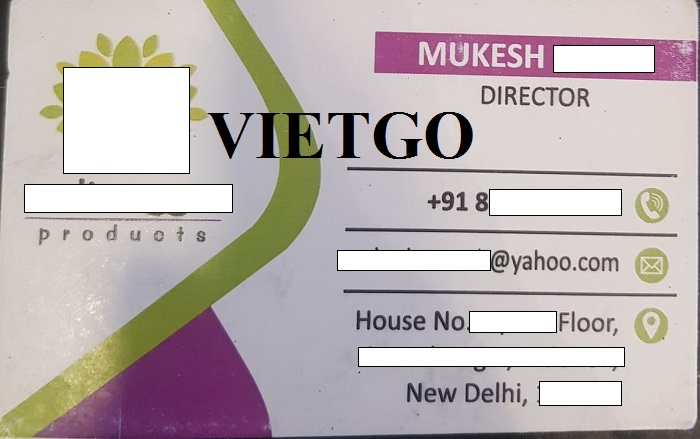 VIETGO
products
MUKESH
DIRECTOR
+91 8
@yahoo.com
House No. Floor,
New Delhi,